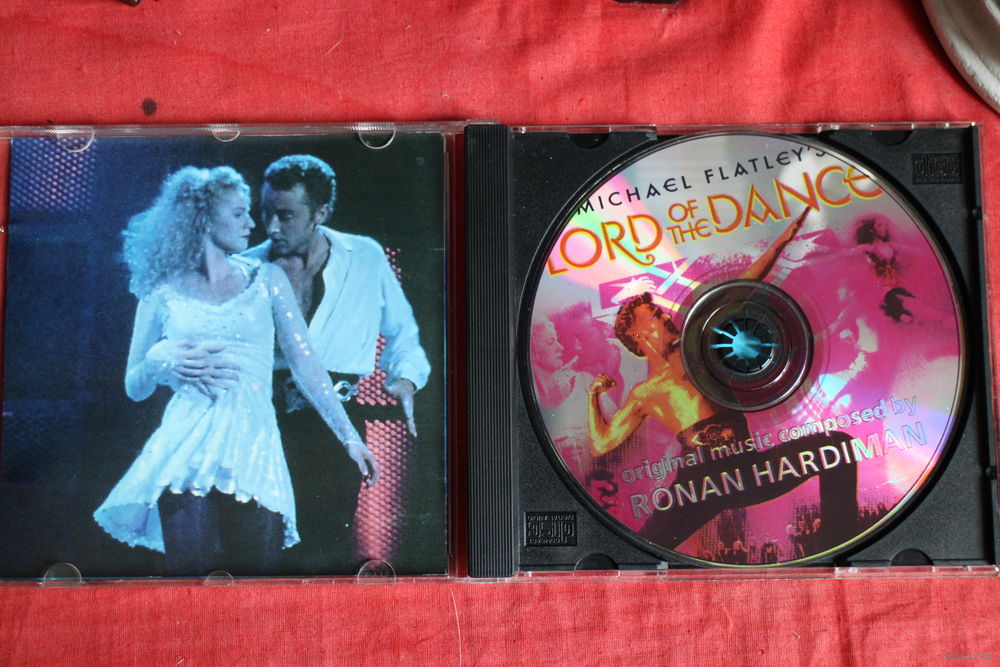 MICHAEL FLATLEY'S
LORD OF THE DANCE
original music composed by
RONAN HARDIMAN